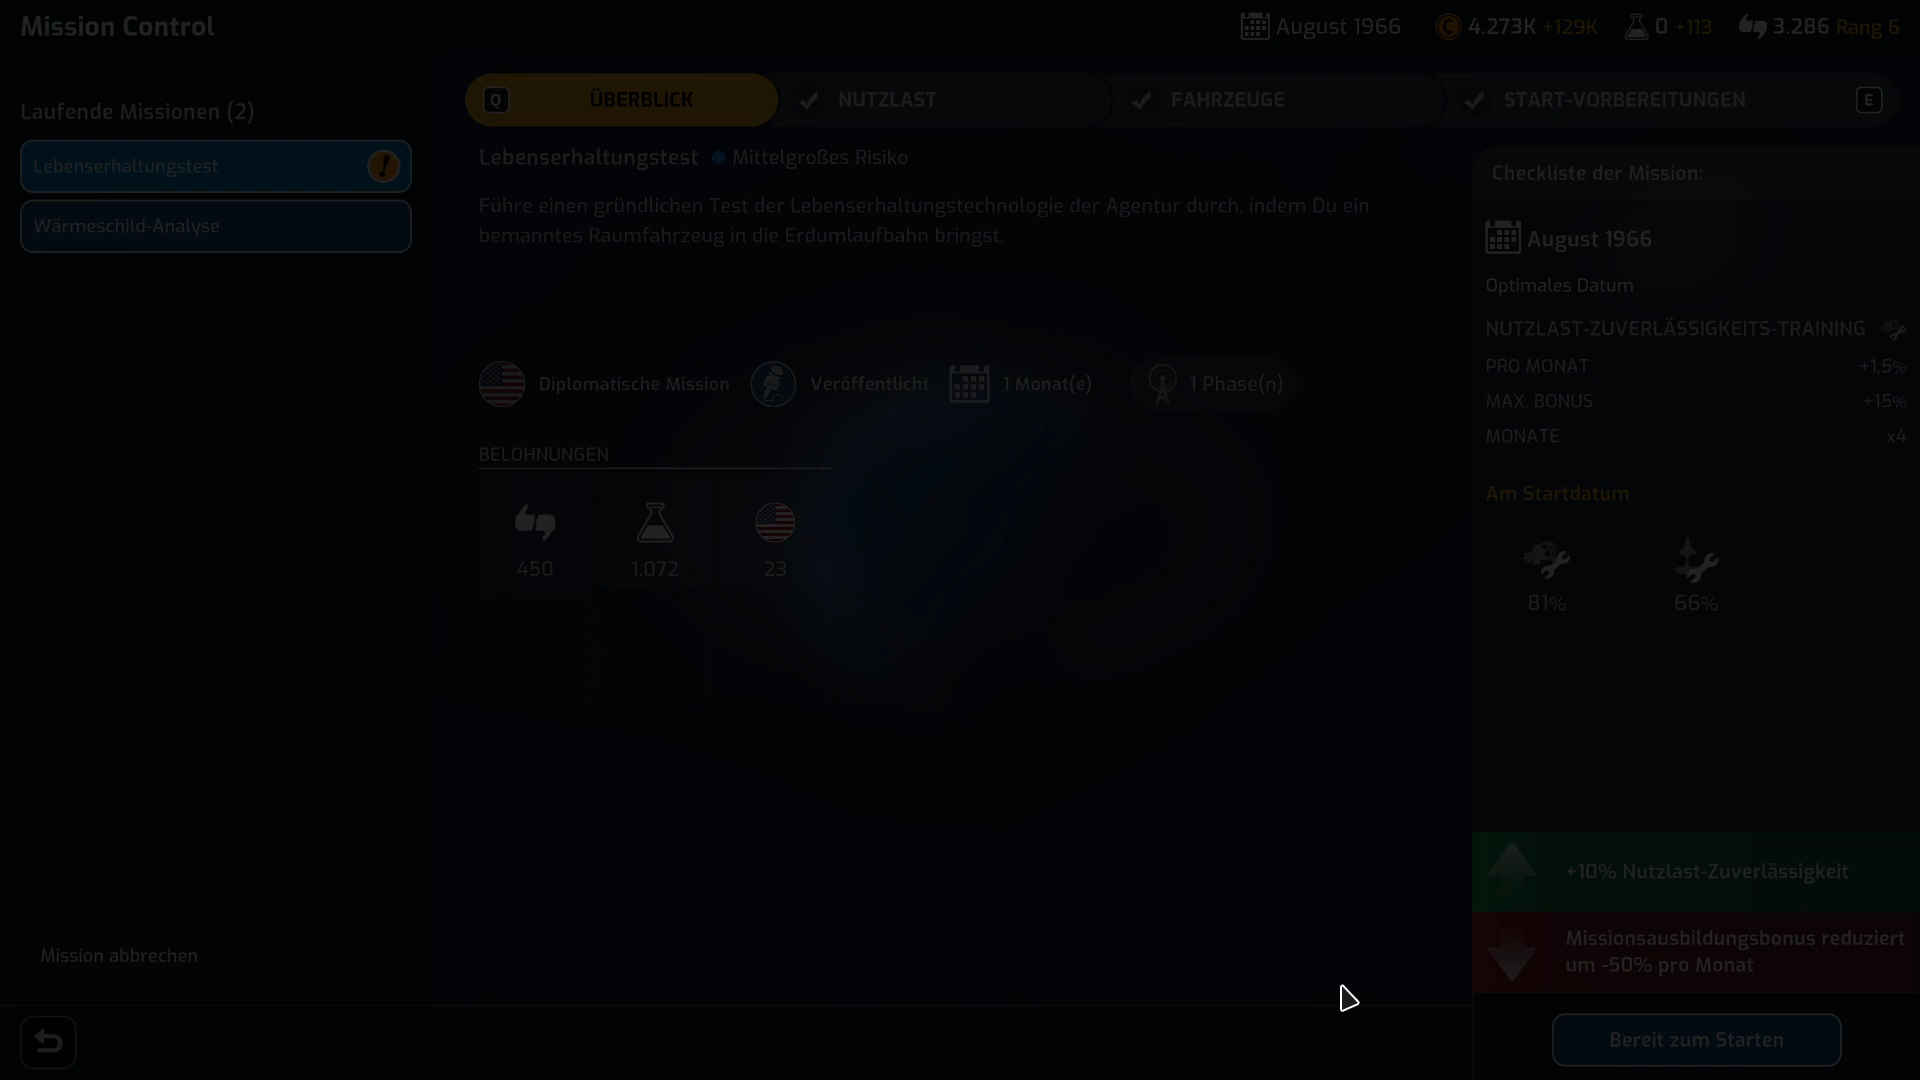 Mission Control
August 1966
4.273K +129K
0 +113
3.286 Rang 6
Laufende Missionen (2)
Lebenserhaltungstest
Wärmeschild-Analyse
Q
ÜBERBLICK
NUTZLAST
FAHRZEUGE
START-VORBEREITUNGEN
E
Lebenserhaltungstest Mittelgroßes Risiko
Führe einen gründlichen Test der Lebenserhaltungstechnologie der Agentur durch, indem Du ein
bemanntes Raumfahrzeug in die Erdumlaufbahn bringst.
Diplomatische Mission
Veröffentlicht
1 Monat(e)
1 Phase(n)
BELOHNUNGEN
450
1.072
23
Checkliste der Mission:
August 1966
Optimales Datum
NUTZLAST-ZUVERLÄSSIGKEITS-TRAINING
PRO MONAT +1,5%
MAX. BONUS +15%
MONATE x4
Am Startdatum
81%
66%
+10% Nutzlast-Zuverlässigkeit
Missionsausbildungsbonus reduziert
um -50% pro Monat
Mission abbrechen
Bereit zum Starten